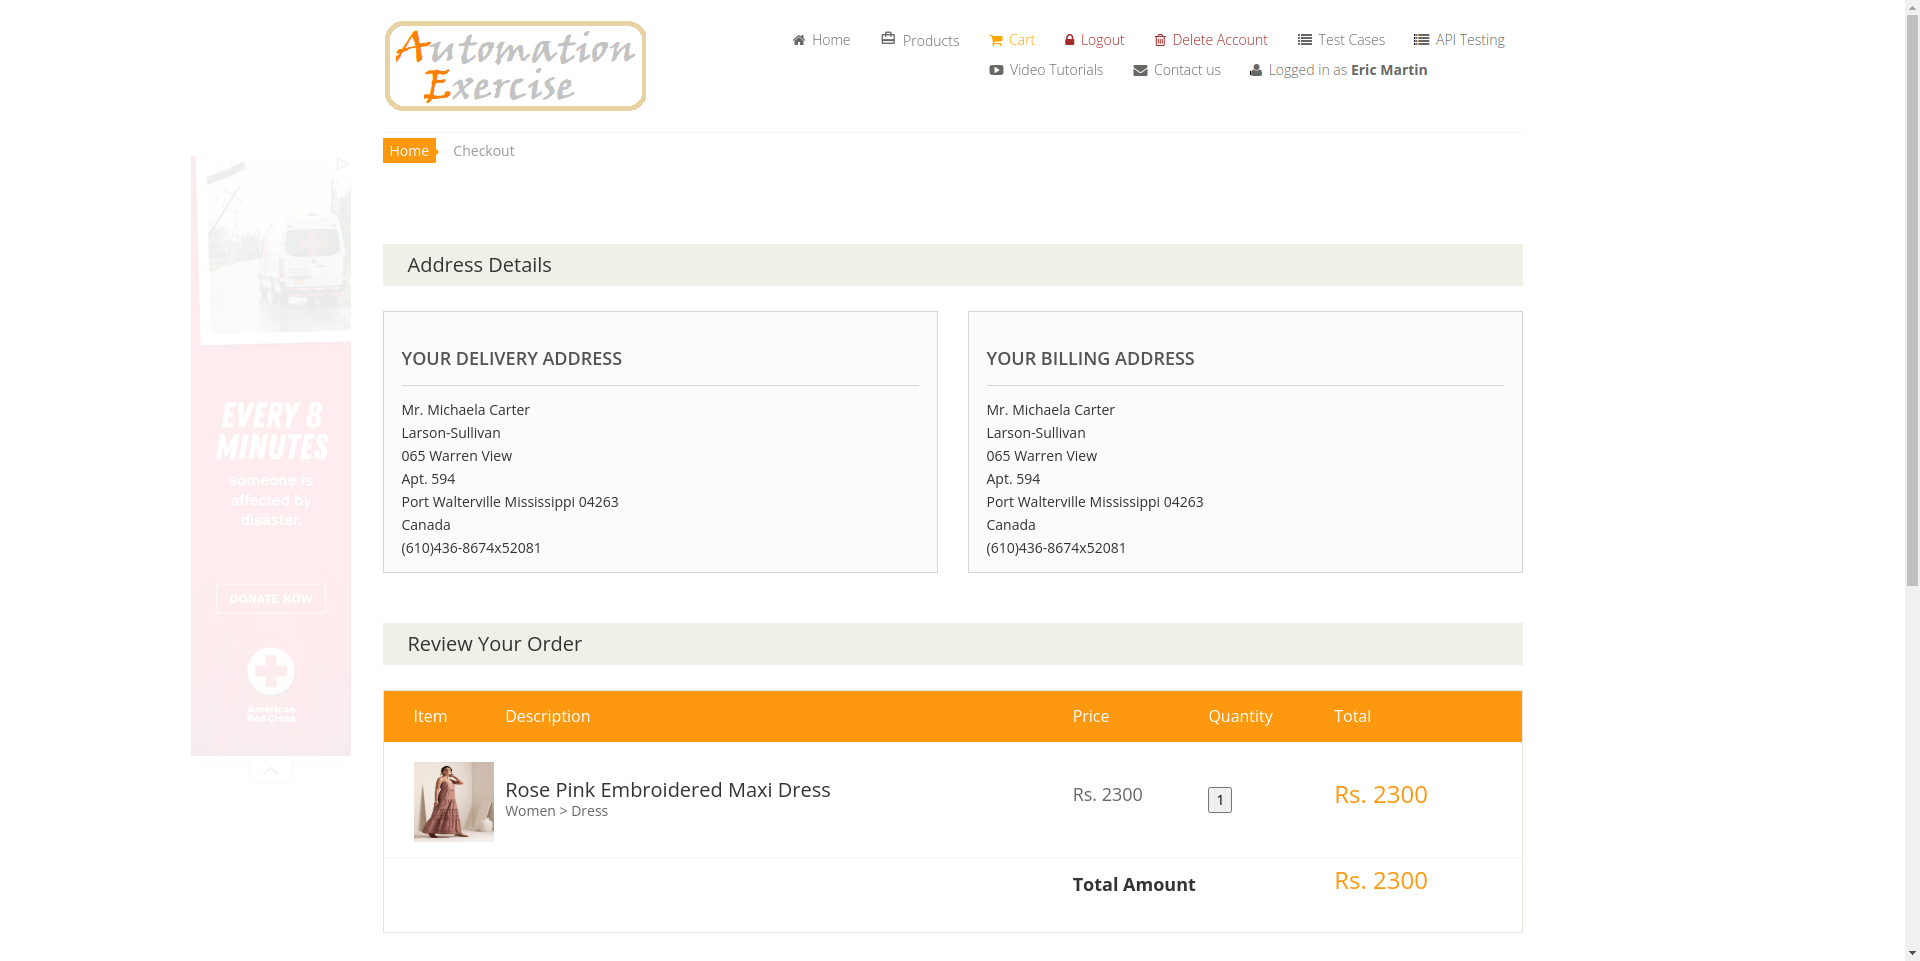 Automation
Exercise
Home
Products
Cart
Logout
Delete Account
Test Cases
API Testing
Video Tutorials
Contact us
Logged in as Eric Martin
Home
Checkout
EVERY 8
MINUTES
someone is
affected by
disaster.
DONATE NOW
American
Red Cross
Address Details
YOUR DELIVERY ADDRESS
Mr. Michaela Carter
Larson-Sullivan
065 Warren View
Apt. 594
Port Walterville Mississippi 04263
Canada
(610)436-8674x52081
YOUR BILLING ADDRESS
Mr. Michaela Carter
Larson-Sullivan
065 Warren View
Apt. 594
Port Walterville Mississippi 04263
Canada
(610)436-8674x52081
Review Your Order
Item Description Price Quantity Total
Rose Pink Embroidered Maxi Dress
Women > Dress
Rs. 2300
1
Rs. 2300
Total Amount
Rs. 2300